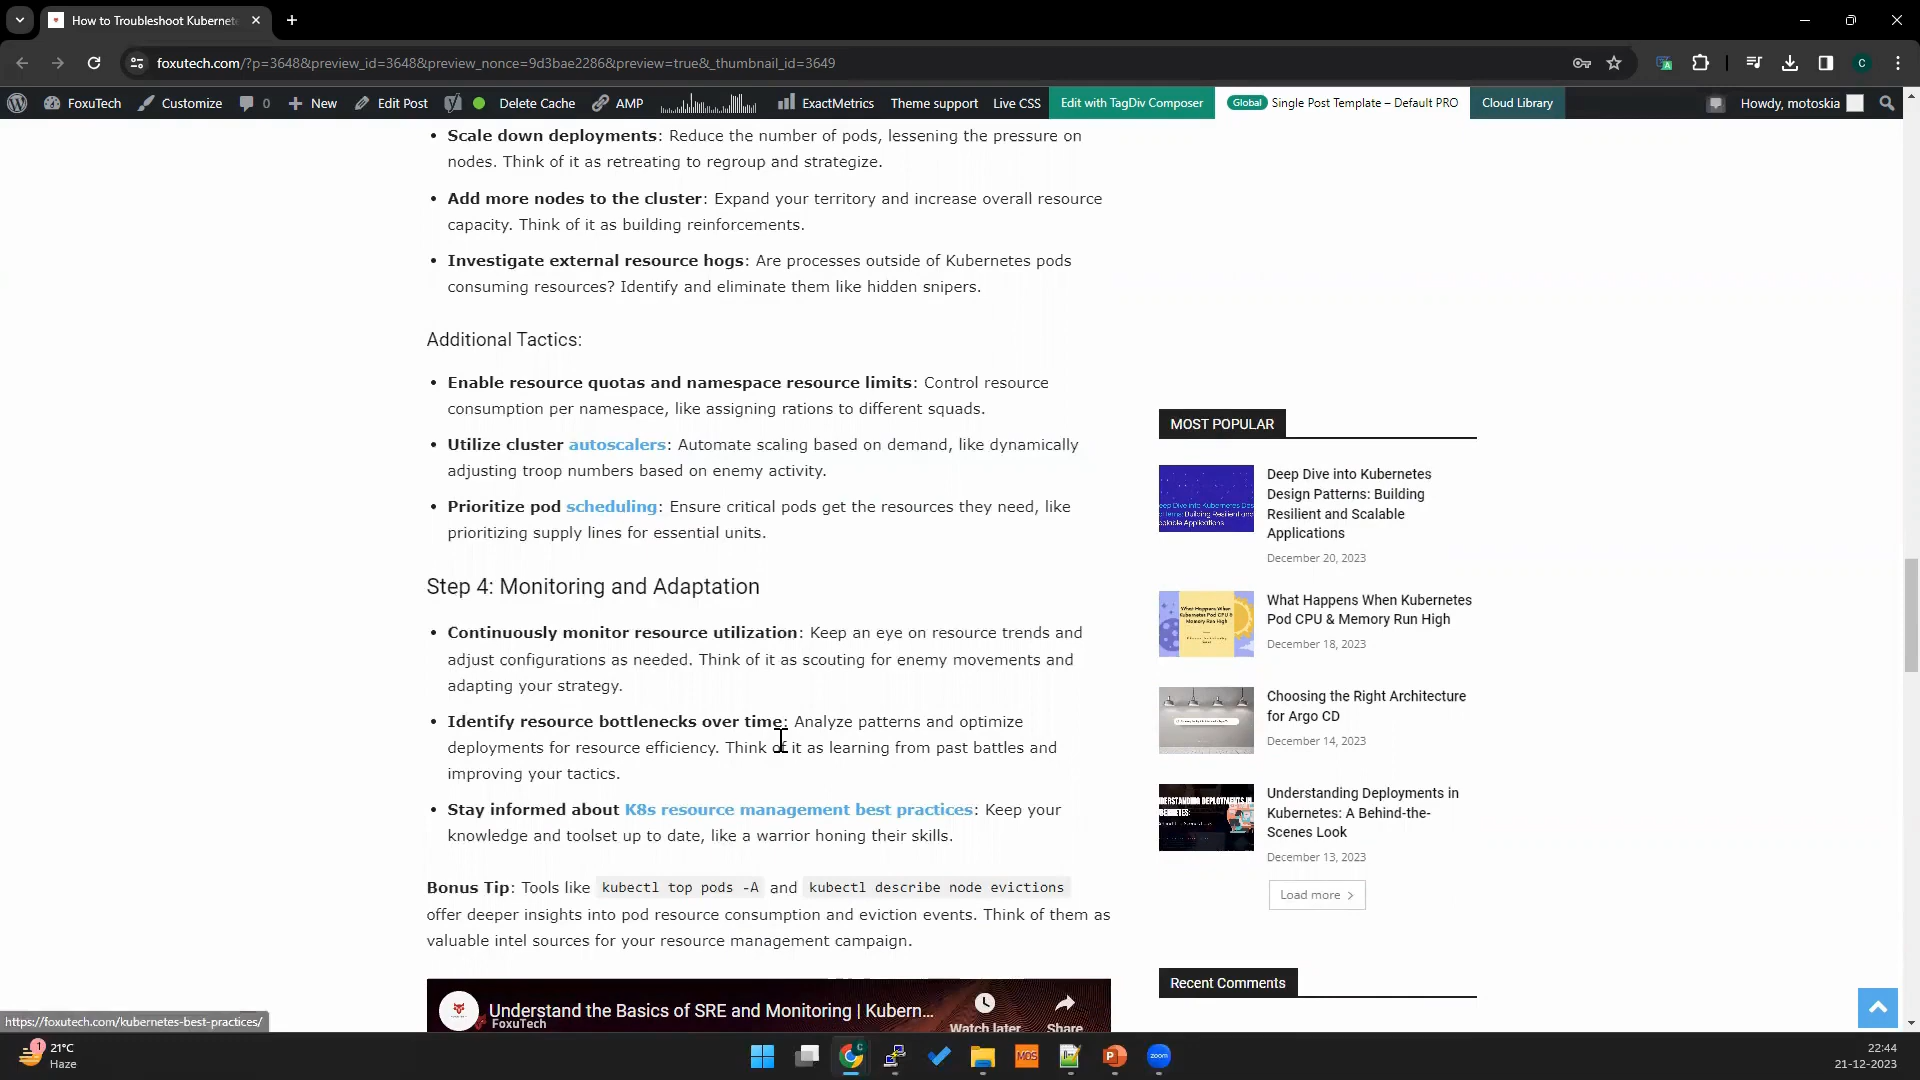 How to Troubleshoot Kubernete
foxutech.com/?p=3648&preview_id=3648&preview_nonce=9d3bae2286&preview=true&_thumbnail_id=3649
FoxuTech Customize 0 New Edit Post Delete Cache AMP ExactMetrics Theme support Live CSS Edit with TagDiv Composer Global Single Post Template – Default PRO Cloud Library Howdy, motoskia
• Scale down deployments: Reduce the number of pods, lessening the pressure on
nodes. Think of it as retreating to regroup and strategize.
• Add more nodes to the cluster: Expand your territory and increase overall resource
capacity. Think of it as building reinforcements.
• Investigate external resource hogs: Are processes outside of Kubernetes pods
consuming resources? Identify and eliminate them like hidden snipers.
Additional Tactics:
• Enable resource quotas and namespace resource limits: Control resource
consumption per namespace, like assigning rations to different squads.
• Utilize cluster autoscalers: Automate scaling based on demand, like dynamically
adjusting troop numbers based on enemy activity.
• Prioritize pod scheduling: Ensure critical pods get the resources they need, like
prioritizing supply lines for essential units.
Step 4: Monitoring and Adaptation
• Continuously monitor resource utilization: Keep an eye on resource trends and
adjust configurations as needed. Think of it as scouting for enemy movements and
adapting your strategy.
• Identify resource bottlenecks over time: Analyze patterns and optimize
deployments for resource efficiency. Think of it as learning from past battles and
improving your tactics.
• Stay informed about K8s resource management best practices: Keep your
knowledge and toolset up to date, like a warrior honing their skills.
Bonus Tip: Tools like kubectl top pods -A and kubectl describe node evictions
offer deeper insights into pod resource consumption and eviction events. Think of them as
valuable intel sources for your resource management campaign.
Understand the Basics of SRE and Monitoring | Kubern...
FoxuTech
Watch later
Share
MOST POPULAR
Deep Dive into Kubernetes
Design Patterns: Building
Resilient and Scalable
Applications
December 20, 2023
What Happens When Kubernetes
Pod CPU & Memory Run High
December 18, 2023
Choosing the Right Architecture
for Argo CD
December 14, 2023
Understanding Deployments in
Kubernetes: A Behind-the-
Scenes Look
December 13, 2023
Load more
Recent Comments
https://foxutech.com/kubernetes-best-practices/
1
21°C
Haze
MOS
zoom
22:44
21-12-2023